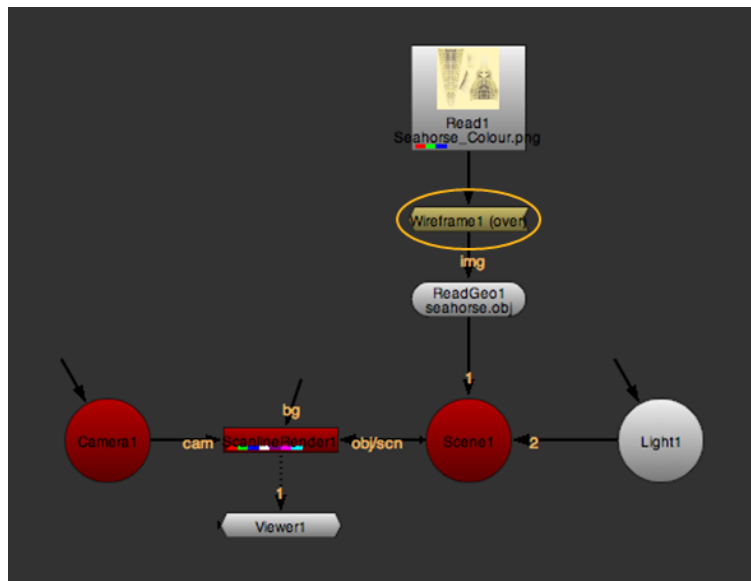 Read1
Seahorse_Colour.png
Wireframe1 (over)
img
ReadGeo1
seahorse.obj
1
bg
Camera1
cam
ScanlineRender1
obj/scn
Scene1
2
Light1
1
Viewer1